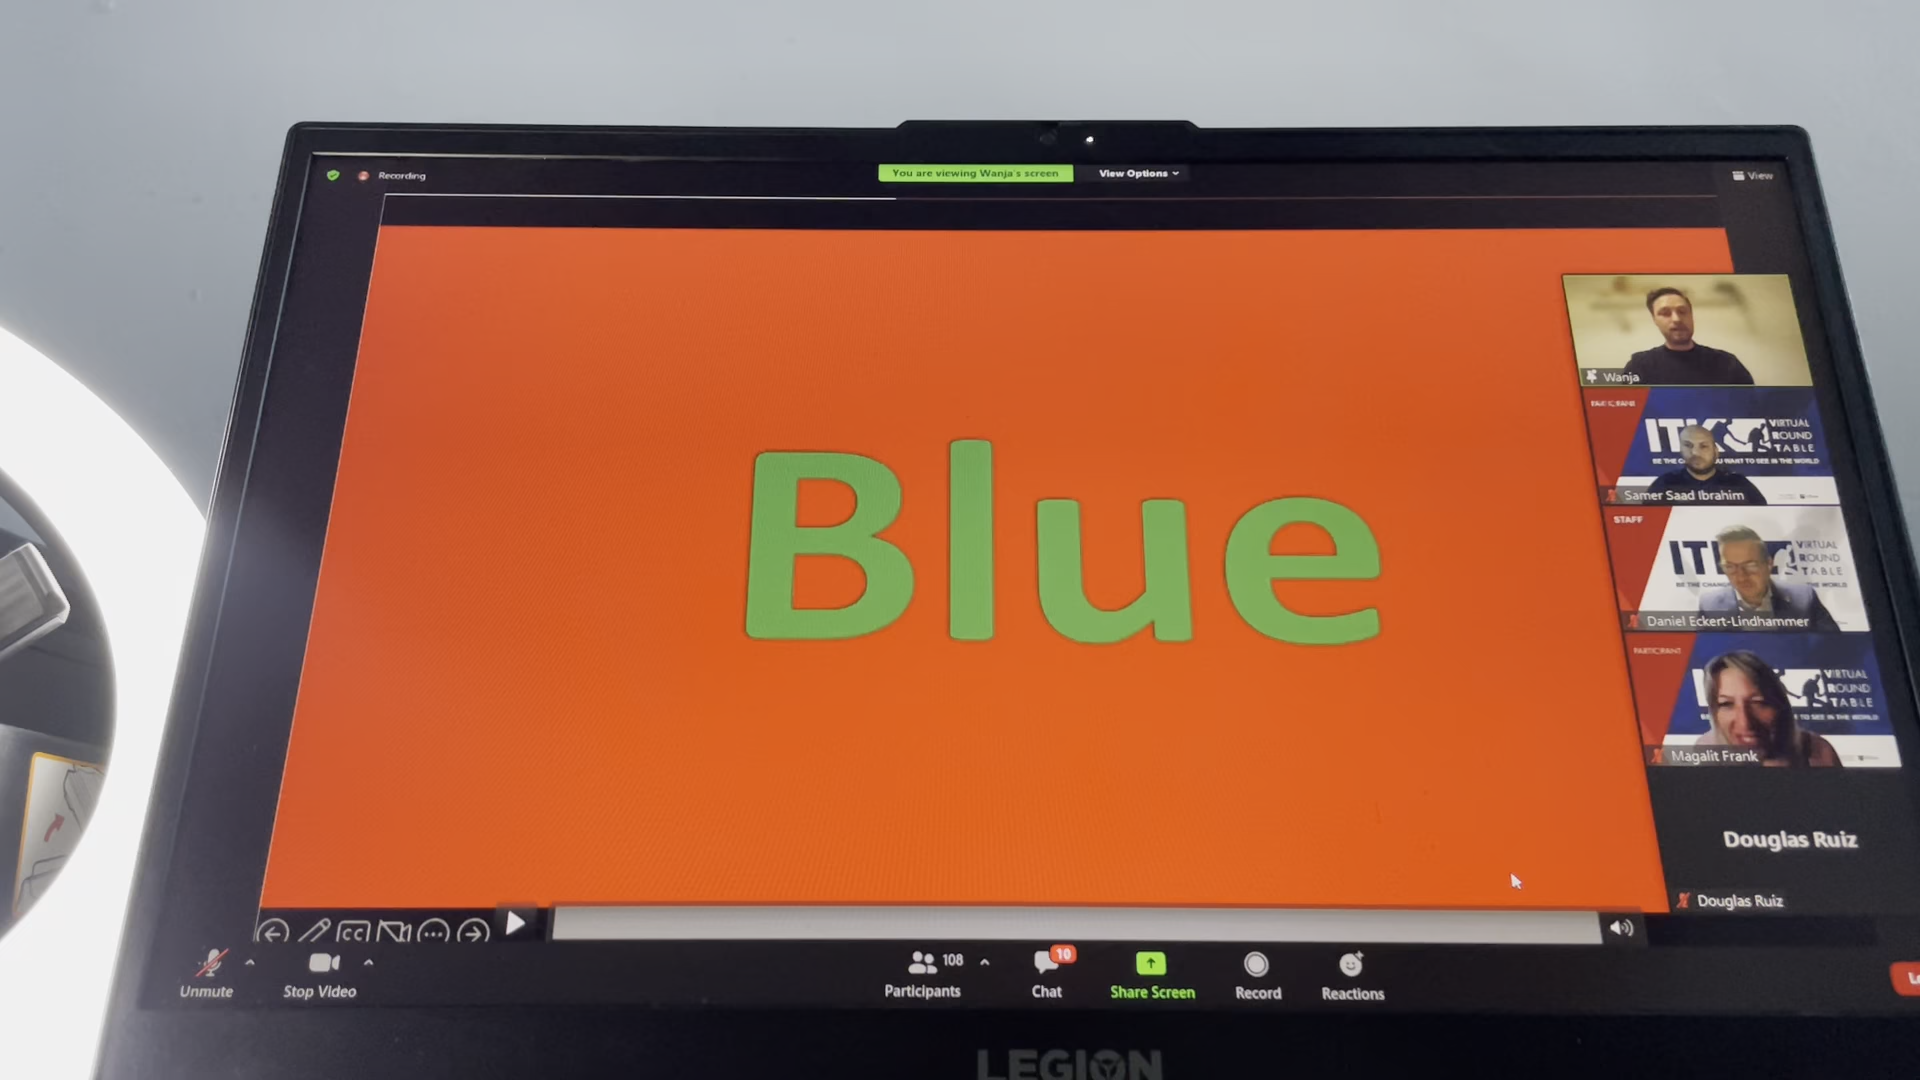 Recording
You are viewing Wanja's screen
View Options
View
Blue
Wanja
VIRTUAL
ROUND
TABLE
Samer Saad Ibrahim
STAFF
VIRTUAL
ROUND
TABLE
Daniel Eckert-Lindhammer
PARTICIPANT
VIRTUAL
ROUND
TABLE
Magalit Frank
Douglas Ruiz
Douglas Ruiz
CC
Unmute
Stop Video
108
Participants
10
Chat
Share Screen
Record
Reactions
LEGION